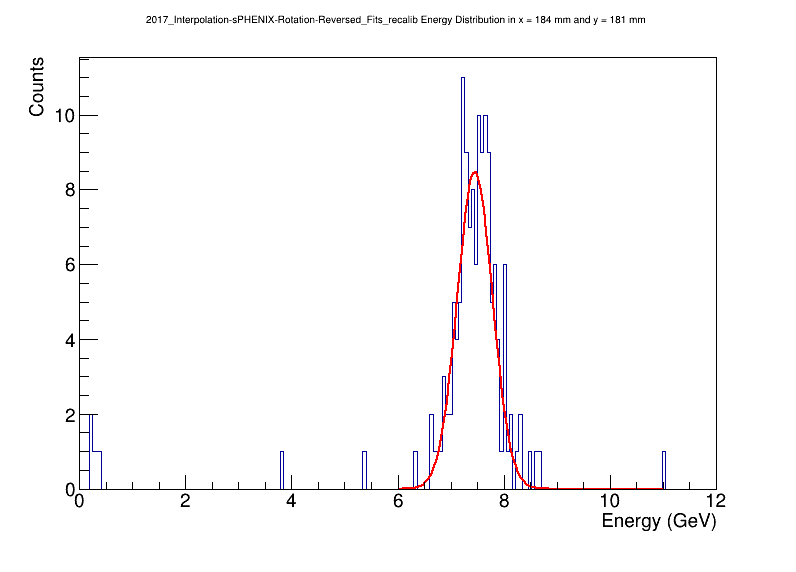 2017_Interpolation-sPHENIX-Rotation-Reversed_Fits_recalib Energy Distribution in x = 184 mm and y = 181 mm
Counts
10
8
6
4
2
0
0 2 4 6 8 10 12
Energy (GeV)